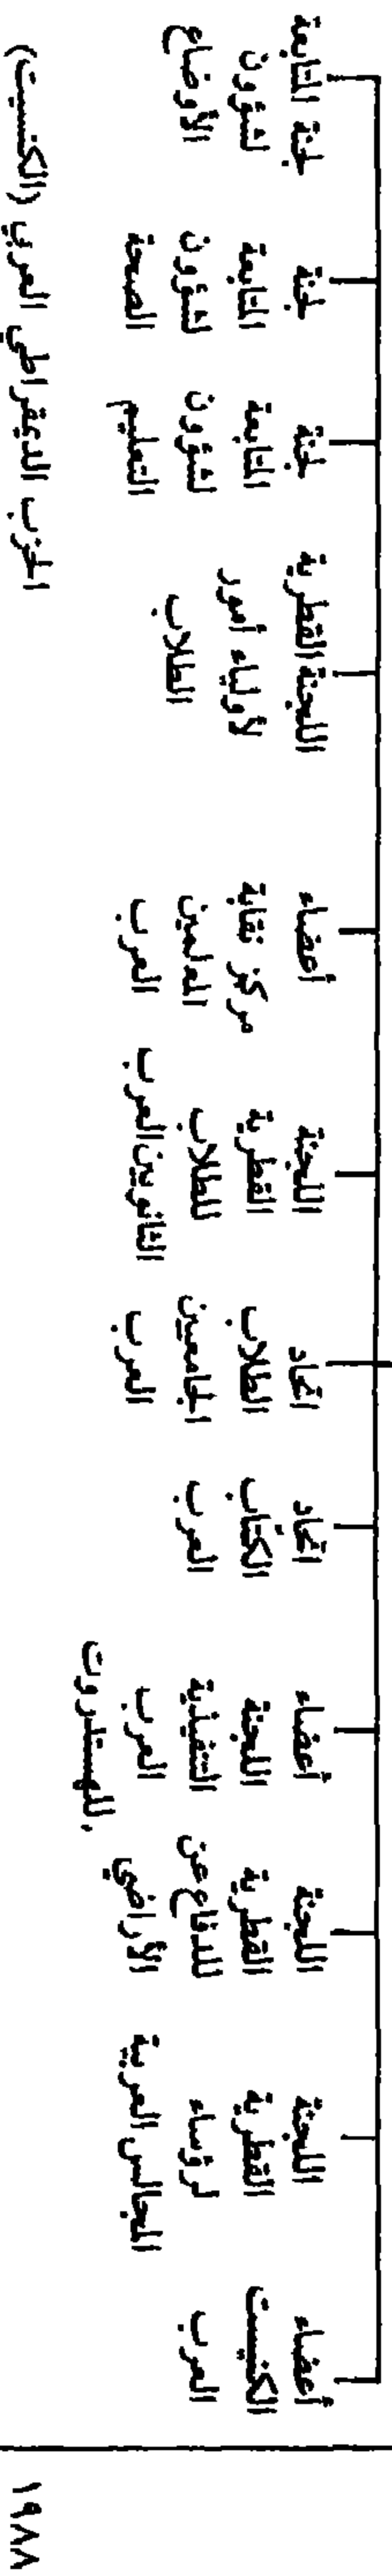 ١٩٨٨
أعضاء
الكنيست
العرب
اللجنة
القطرية
لرؤساء
المجالس العربية
اللجنة
القطرية
للدفاع عن
الأراضي
أعضاء
اللجنة
التنفيذية
العرب
للهستدروت.
اتحاد
الكتّاب
العرب
اتحاد
الطلاب
الجامعيين
العرب
اللجنة
القطرية
للطلاب
الثانويين العرب
أعضاء
مركز نقابة
المعلمين
العرب
اللجنة القطرية
لأولياء أمور
الطلاب
لجنة
المتابعة
لشؤون
التعليم
لجنة
المتابعة
لشؤون
الصحة
لجنة المتابعة
لشؤون
الأوضاع
الحزب الديمقراطي العربي (الكنيست)